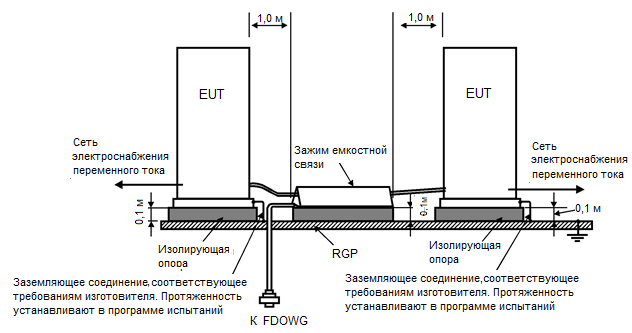 1,0 м
1,0 м
EUT
EUT
Сеть
электроснабжения
переменного тока
Зажим емкостной
связи
Сеть
электроснабжения
переменного тока
0,1 м
0,1м
0,1 м
Изолирующая
опора
RGP
Изолирующая
опора
Заземляющее соединение,соответствующее
требованиям изготовителя. Протяженность
устанавливают в программе испытаний
Заземляющее соединение,соответствующее
требованиям изготовителя. Протяженность
устанавливают в программе испытаний
К FDOWG